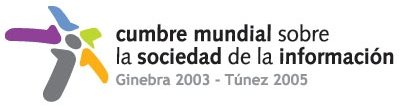 cumbre mundial sobre
la sociedad de la información
Ginebra 2003 - Túnez 2005